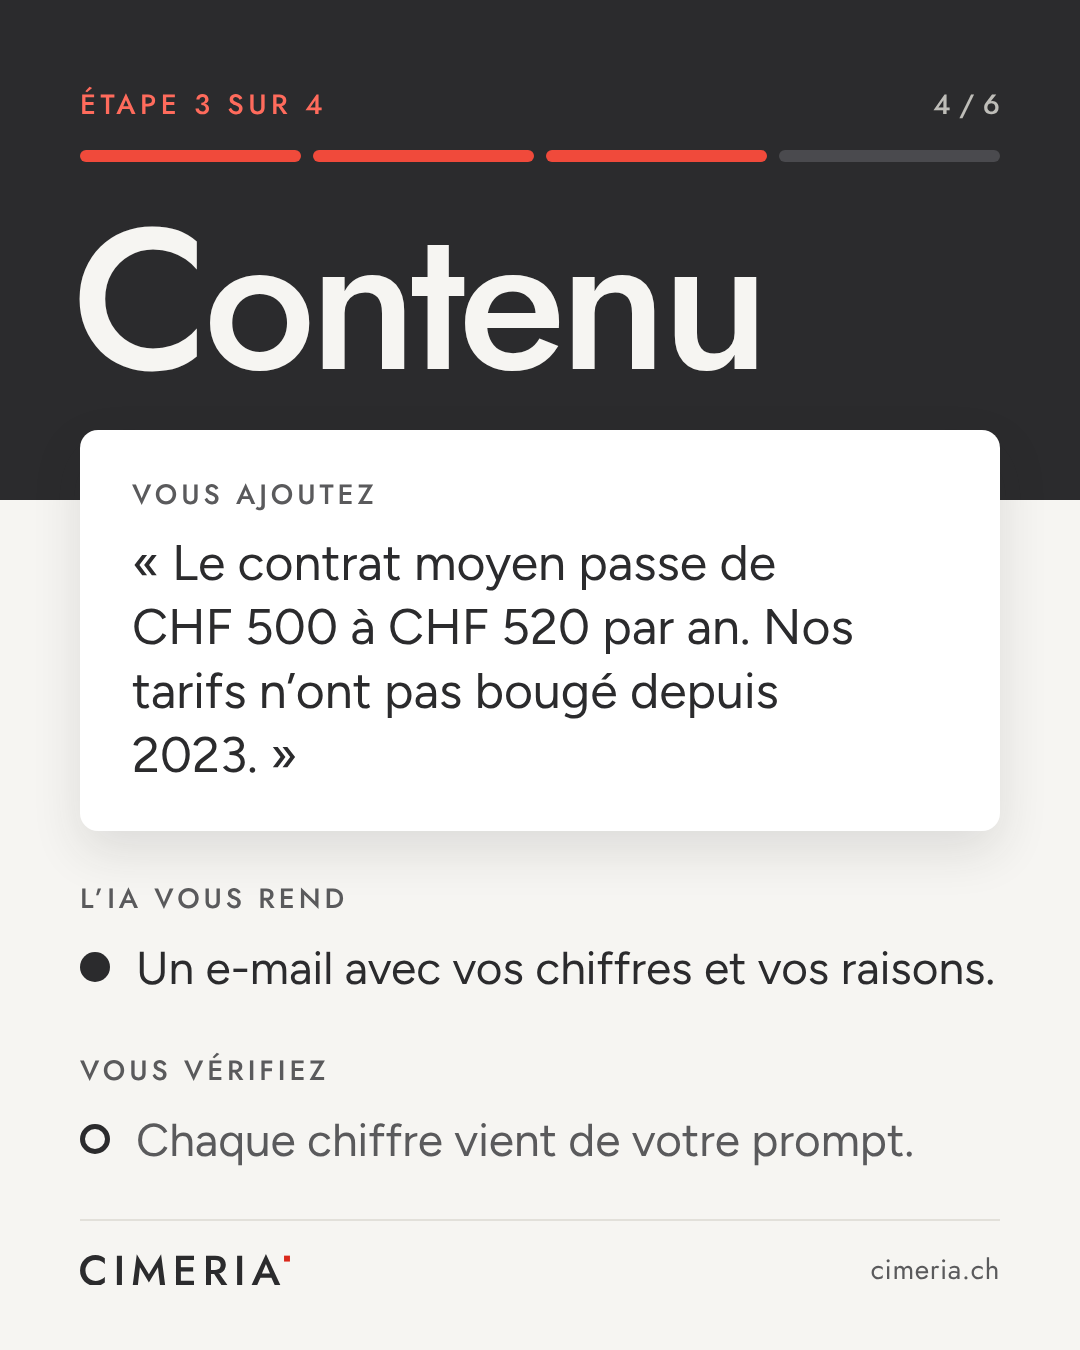 ÉTAPE 3 SUR 4
4 / 6
Contenu
VOUS AJOUTEZ
« Le contrat moyen passe de
CHF 500 à CHF 520 par an. Nos
tarifs n’ont pas bougé depuis
2023. »
L’IA VOUS REND
Un e-mail avec vos chiffres et vos raisons.
VOUS VÉRIFIEZ
Chaque chiffre vient de votre prompt.
CIMERIA
cimeria.ch